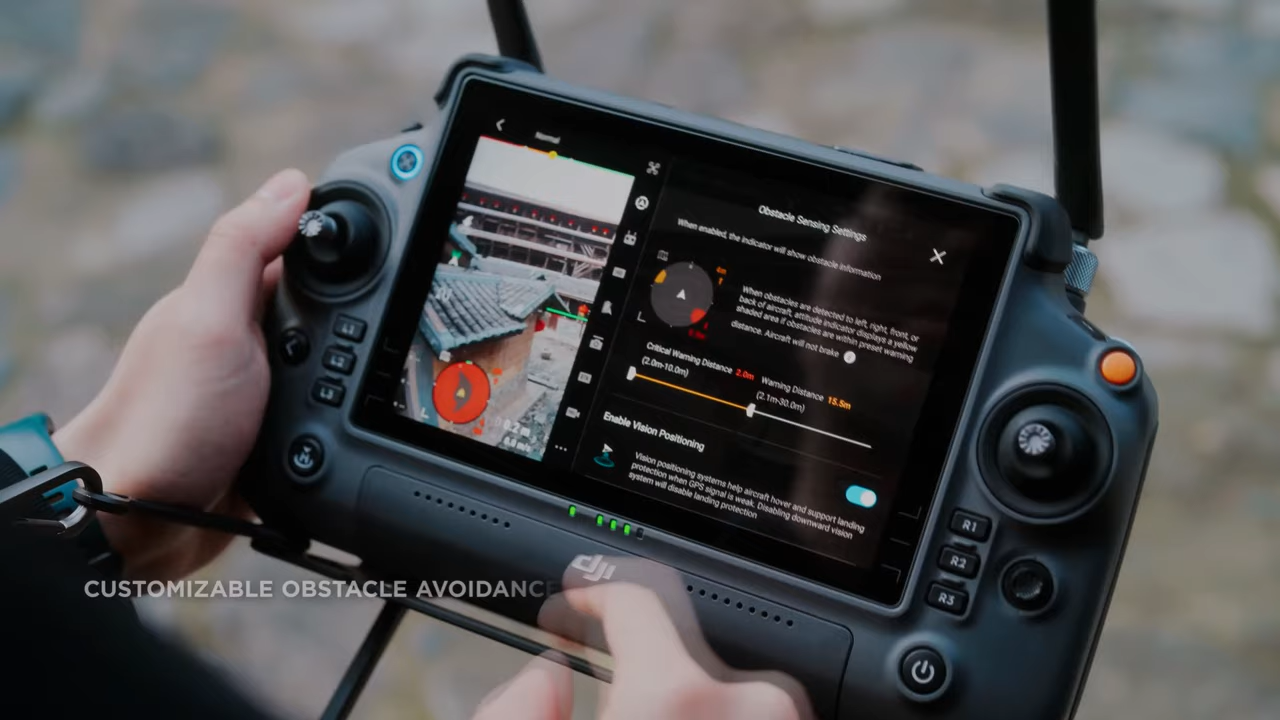 Normal
Obstacle Sensing Settings
When enabled, the indicator will show obstacle information
When obstacles are detected to left, right, front, or
back of aircraft, attitude indicator displays a yellow
shaded area if obstacles are within preset warning
distance. Aircraft will not brake
Critical Warning Distance 2.0m
(2.0m-10.0m)
Warning Distance 15.5m
(2.1m-30.0m)
Enable Vision Positioning
Vision positioning systems help aircraft hover and support landing
protection when GPS signal is weak. Disabling downward vision
system will disable landing protection
L1
L2
L3
R1
R2
R3
dji
CUSTOMIZABLE OBSTACLE AVOIDANCE